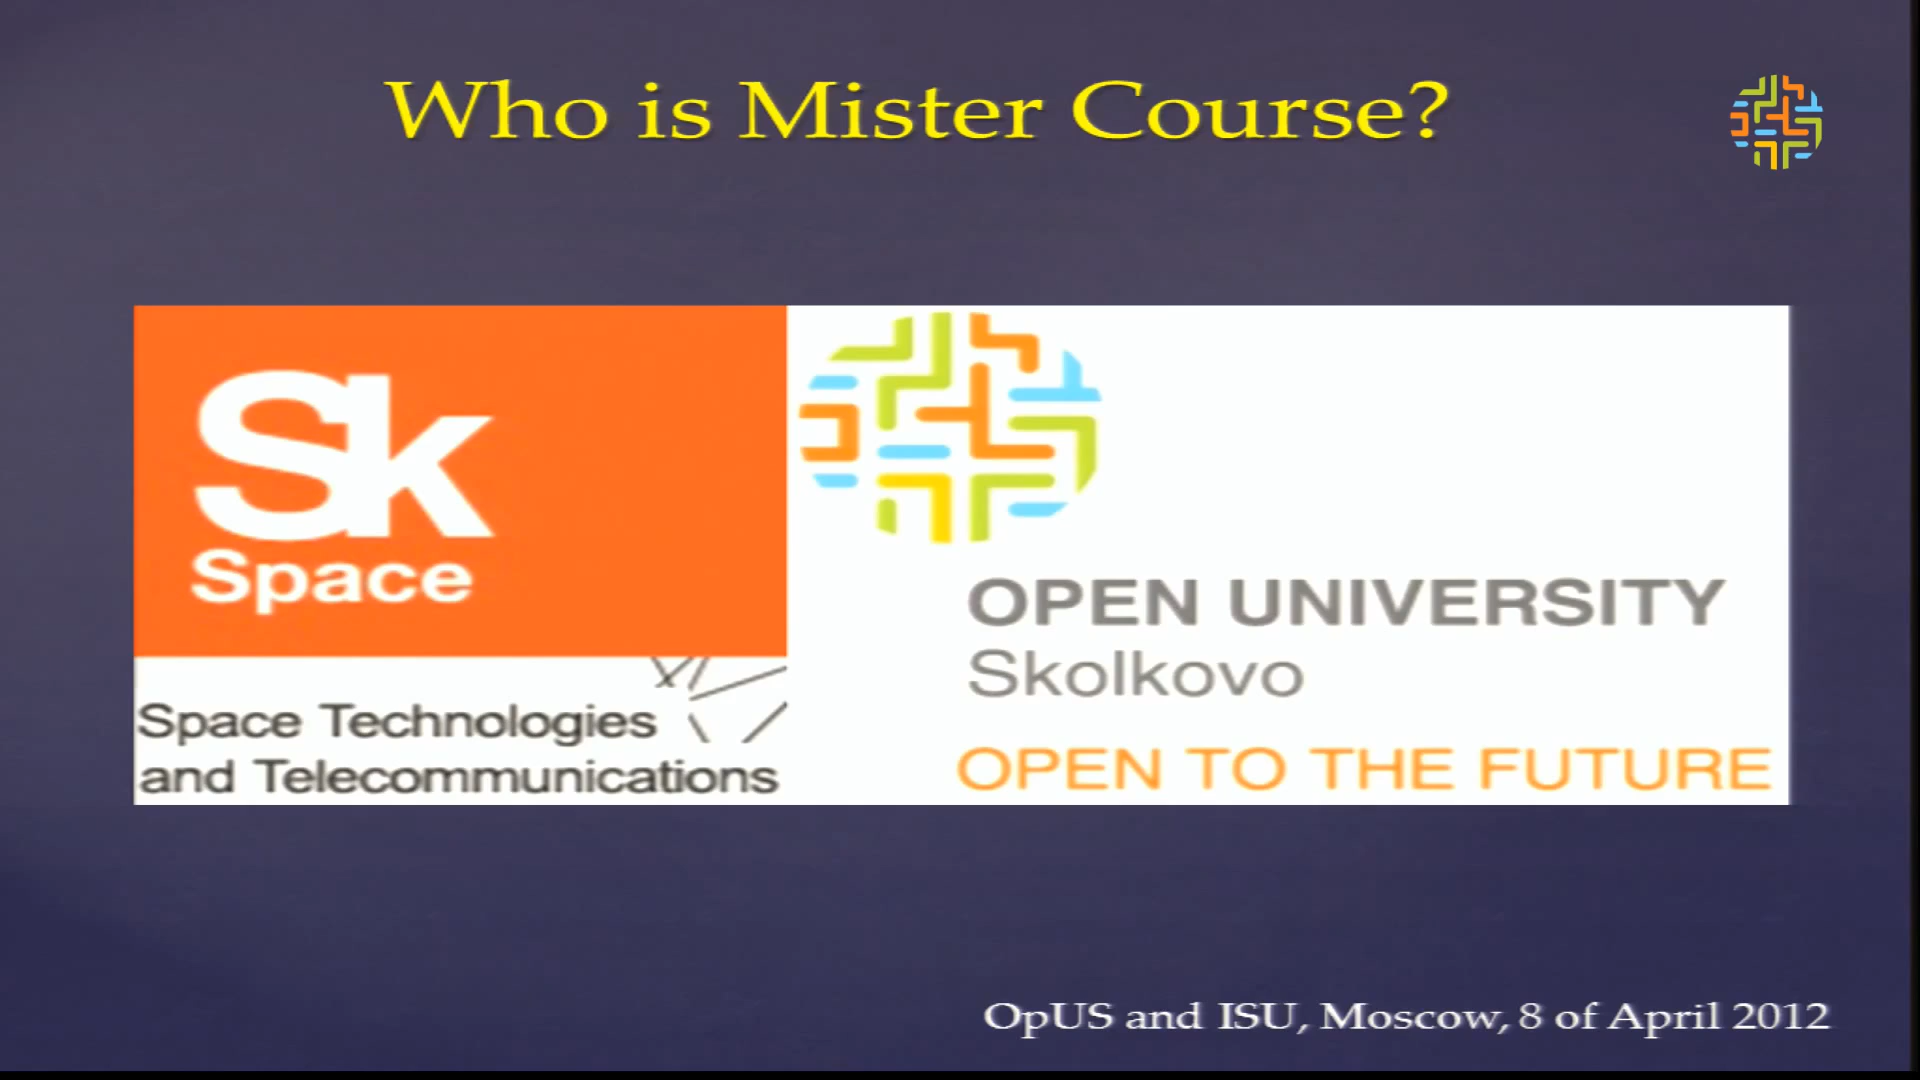 Who is Mister Course?
Sk
Space
Space Technologies
and Telecommunications
OPEN UNIVERSITY
Skolkovo
OPEN TO THE FUTURE
OpUS and ISU, Moscow, 8 of April 2012